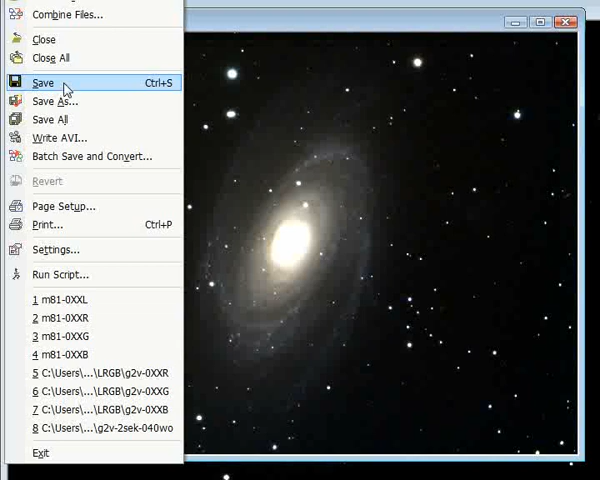 Combine Files...
Close
Close All
Save Ctrl+S
Save As...
Save All
Write AVI...
Batch Save and Convert...
Revert
Page Setup...
Print... Ctrl+P
Settings...
Run Script...
1 m81-0XXL
2 m81-0XXR
3 m81-0XXG
4 m81-0XXB
5 C:\Users\...\LRGB\g2v-0XXR
6 C:\Users\...\LRGB\g2v-0XXG
7 C:\Users\...\LRGB\g2v-0XXB
8 C:\Users\...\g2v-2sek-040wo
Exit